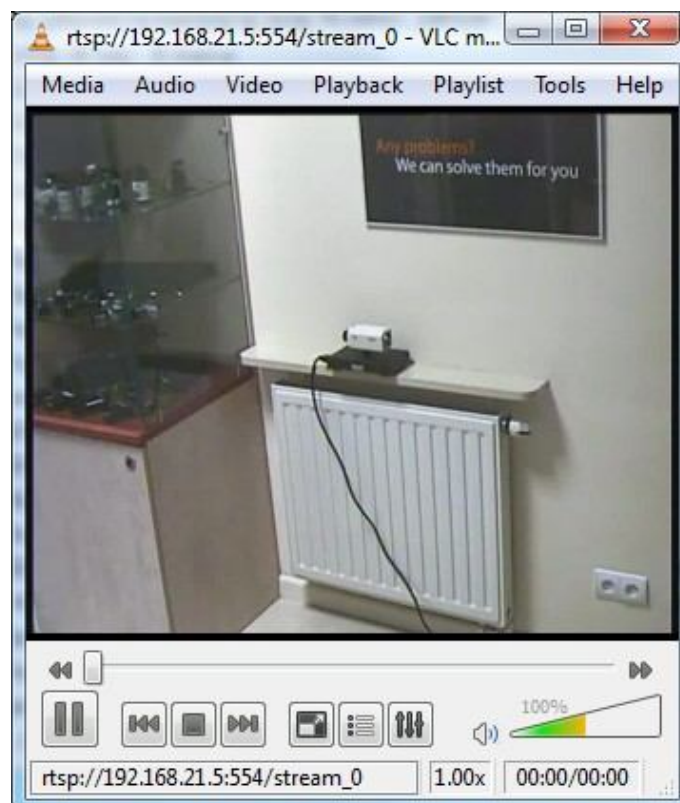 rtsp://192.168.21.5:554/stream_0 - VLC m...
Media Audio Video Playback Playlist Tools Help
Any problems?
We can solve them for you
100%
rtsp://192.168.21.5:554/stream_0 1.00x 00:00/00:00